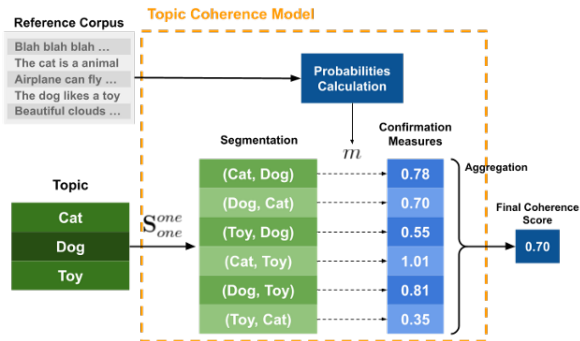 Topic Coherence Model
Reference Corpus
Blah blah blah ...
The cat is a animal
Airplane can fly ...
The dog likes a toy
Beautiful clouds ...
Probabilities
Calculation
Segmentation
m
Confirmation
Measures
Topic
Cat
Dog
Toy
S^{one}_{one}
(Cat, Dog)
(Dog, Cat)
(Toy, Dog)
(Cat, Toy)
(Dog, Toy)
(Toy, Cat)
0.78
0.70
0.55
1.01
0.81
0.35
Aggregation
Final Coherence
Score
0.70